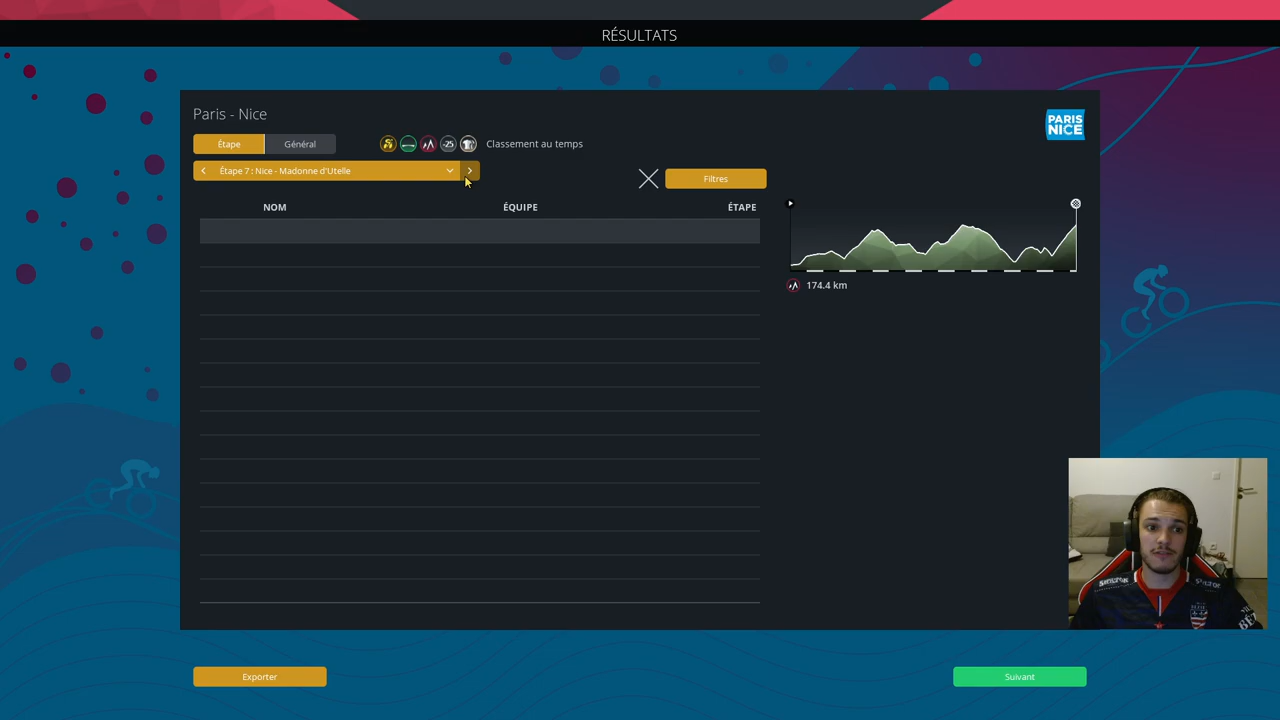 RÉSULTATS
Paris - Nice
PARIS
NICE
Étape
Général
-25
Classement au temps
Étape 7 : Nice - Madonne d'Utelle
Filtres
NOM
ÉQUIPE
ÉTAPE
174.4 km
Exporter
Suivant